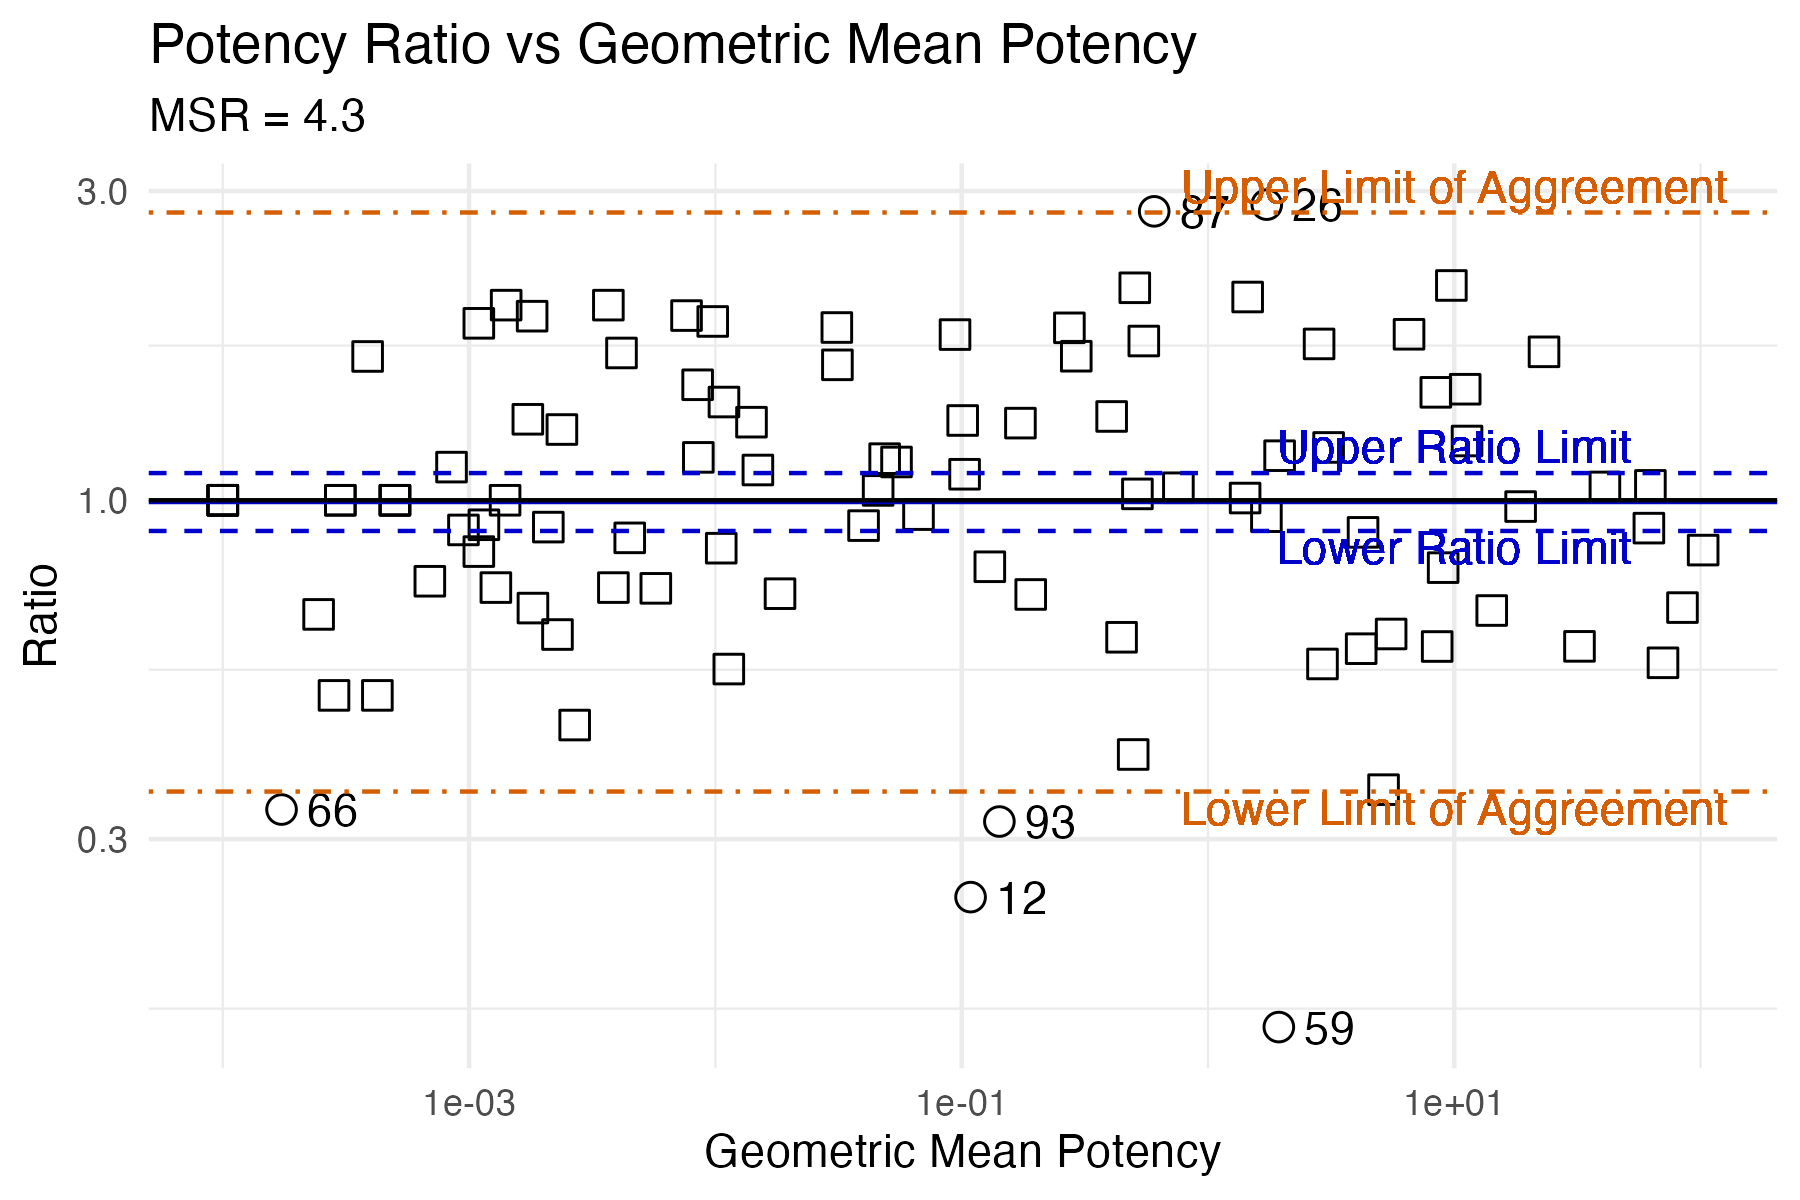 Potency Ratio vs Geometric Mean Potency
MSR = 4.3
3.0
Upper Limit of Aggreement
87
26
Upper Ratio Limit
1.0
Lower Ratio Limit
Ratio
66
93
Lower Limit of Aggreement
0.3
12
59
1e-03
1e-01
1e+01
Geometric Mean Potency